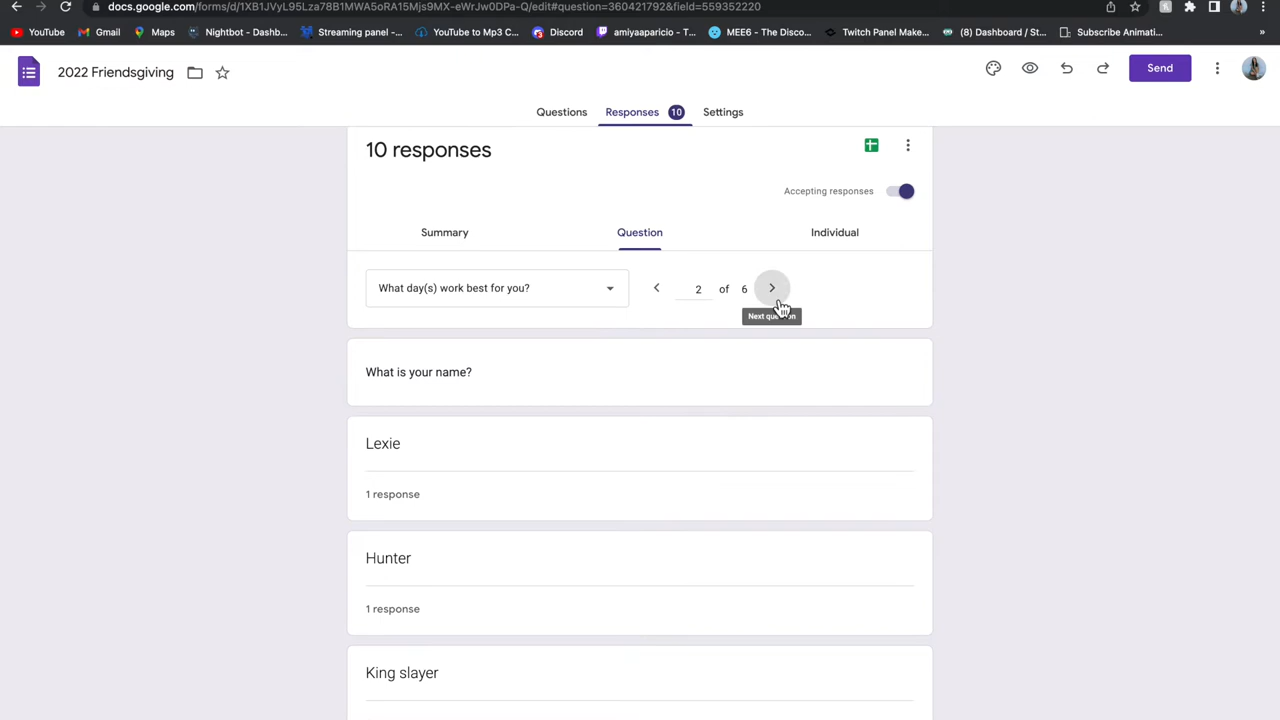 docs.google.com/forms/d/1XB1JVyL95Lza78B1MWA5oRA15Mjs9MX-eWrJw0DPa-Q/edit#question=360421792&field=559352220
YouTube Gmail Maps Nightbot - Dashb... Streaming panel -... YouTube to Mp3 C... Discord amiyaaparicio - T... MEE6 - The Disco... Twitch Panel Make... (8) Dashboard / St... Subscribe Animati... »
2022 Friendsgiving
Send
Questions Responses 10 Settings
10 responses
Accepting responses
Summary Question Individual
What day(s) work best for you? 2 of 6
Next
What is your name?
Lexie
1 response
Hunter
1 response
King slayer